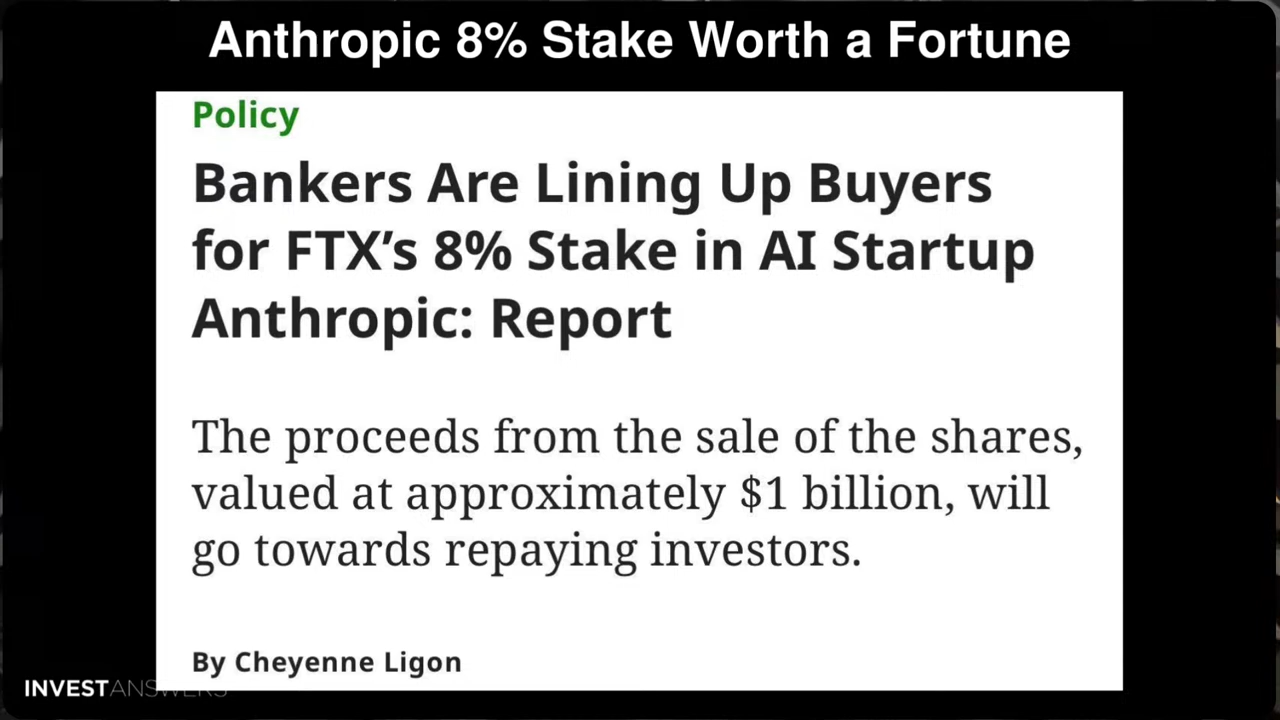 Anthropic 8% Stake Worth a Fortune
Policy
Bankers Are Lining Up Buyers
for FTX’s 8% Stake in AI Startup
Anthropic: Report
The proceeds from the sale of the shares,
valued at approximately $1 billion, will
go towards repaying investors.
By Cheyenne Ligon
INVESTANSWERS